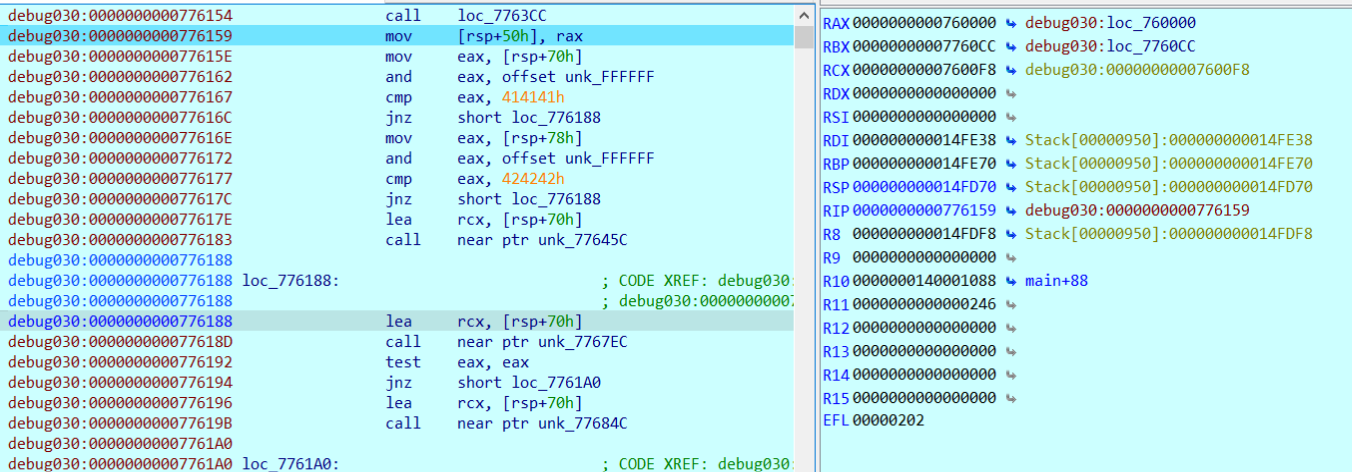 debug030:0000000000776154 call loc_7763CC
debug030:0000000000776159 mov [rsp+50h], rax
debug030:000000000077615E mov eax, [rsp+70h]
debug030:0000000000776162 and eax, offset unk_FFFFFF
debug030:0000000000776167 cmp eax, 414141h
debug030:000000000077616C jnz short loc_776188
debug030:000000000077616E mov eax, [rsp+78h]
debug030:0000000000776172 and eax, offset unk_FFFFFF
debug030:0000000000776177 cmp eax, 424242h
debug030:000000000077617C jnz short loc_776188
debug030:000000000077617E lea rcx, [rsp+70h]
debug030:0000000000776183 call near ptr unk_77645C
debug030:0000000000776188
debug030:0000000000776188 loc_776188: ; CODE XREF: debug030:
debug030:0000000000776188 ; debug030:00000000007
debug030:0000000000776188 lea rcx, [rsp+70h]
debug030:000000000077618D call near ptr unk_7767EC
debug030:0000000000776192 test eax, eax
debug030:0000000000776194 jnz short loc_7761A0
debug030:0000000000776196 lea rcx, [rsp+70h]
debug030:000000000077619B call near ptr unk_77684C
debug030:00000000007761A0
debug030:00000000007761A0 loc_7761A0: ; CODE XREF: debug030:
RAX 0000000000760000 debug030:loc_760000
RBX 00000000007760CC debug030:loc_7760CC
RCX 00000000007600F8 debug030:00000000007600F8
RDX 0000000000000000
RSI 0000000000000000
RDI 000000000014FE38 Stack[00000950]:000000000014FE38
RBP 000000000014FE70 Stack[00000950]:000000000014FE70
RSP 000000000014FD70 Stack[00000950]:000000000014FD70
RIP 0000000000776159 debug030:0000000000776159
R8 000000000014FDF8 Stack[00000950]:000000000014FDF8
R9 0000000000000000
R10 0000000140001088 main+88
R11 0000000000000246
R12 0000000000000000
R13 0000000000000000
R14 0000000000000000
R15 0000000000000000
EFL 00000202